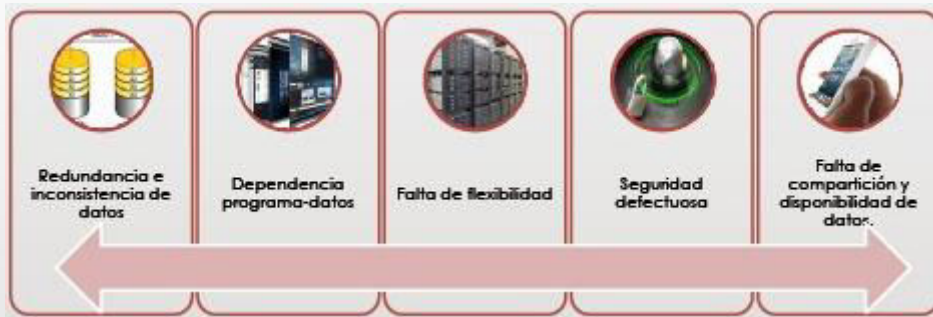 Redundancia e
inconsistencia de
datos
Dependencia
programa-datos
Falta de flexibilidad
Seguridad
defectuosa
Falta de
compartición y
disponibilidad de
datos.